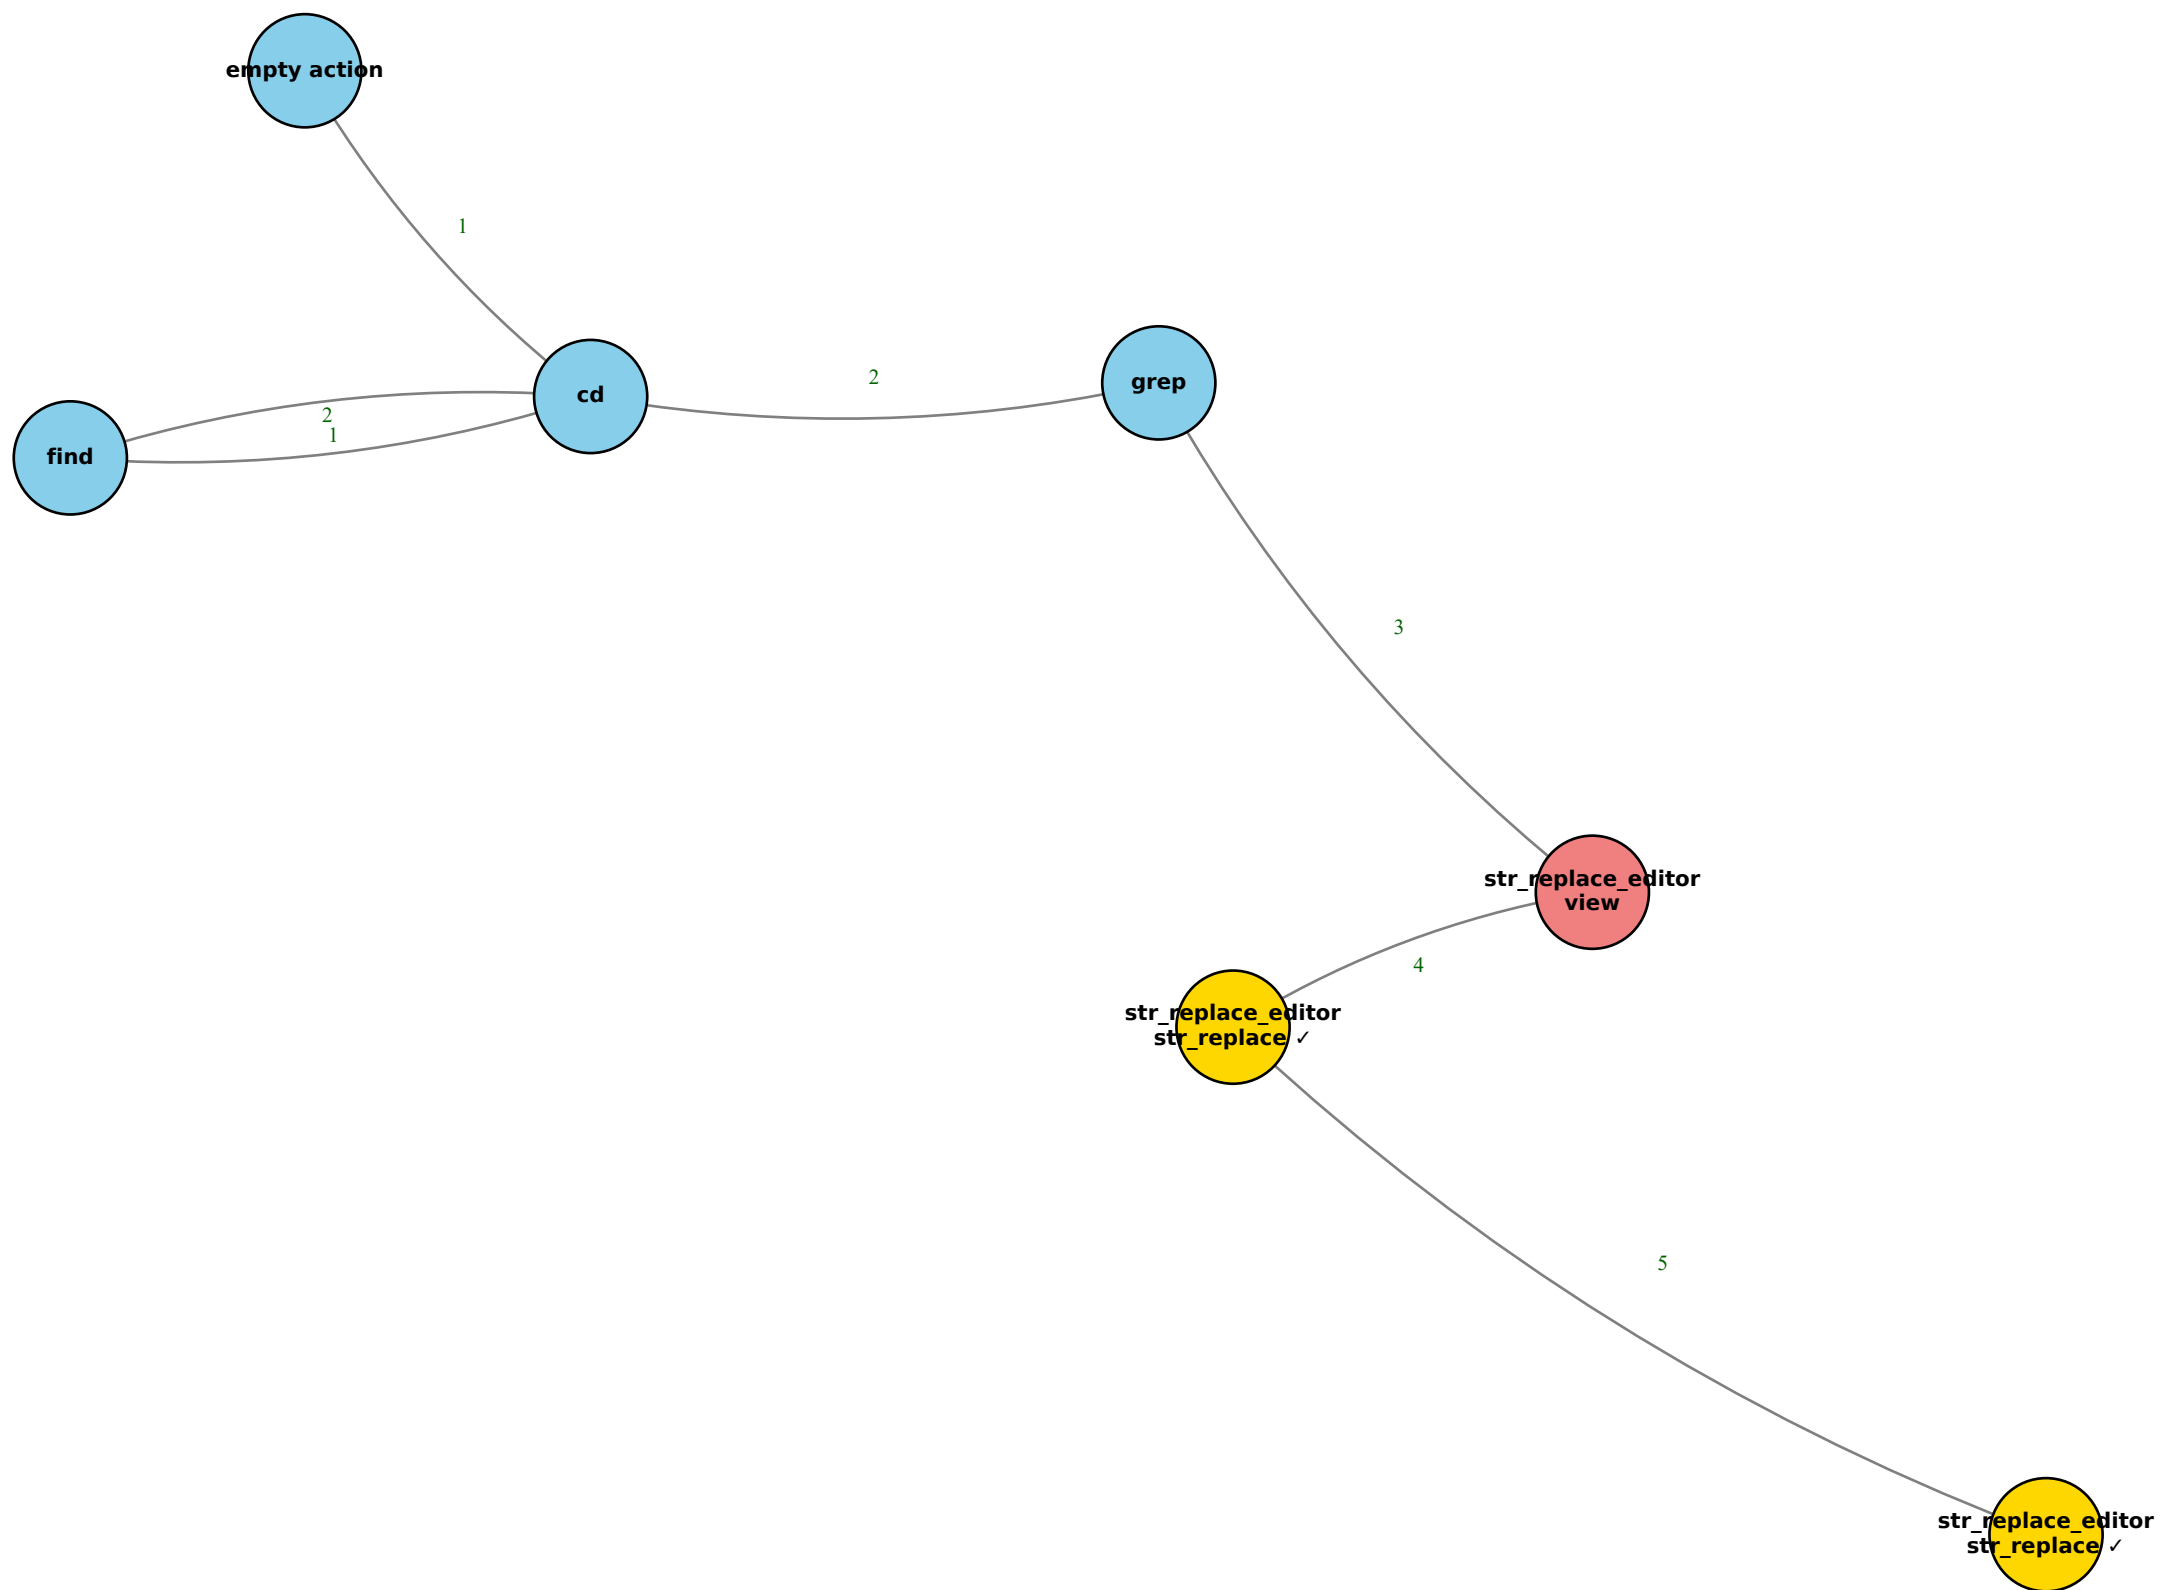 empty action
1
cd
2
grep
2
1
find
3
str_replace_editor
view
4
str_replace_editor
str_replace ✓
5
str_replace_editor
str_replace ✓